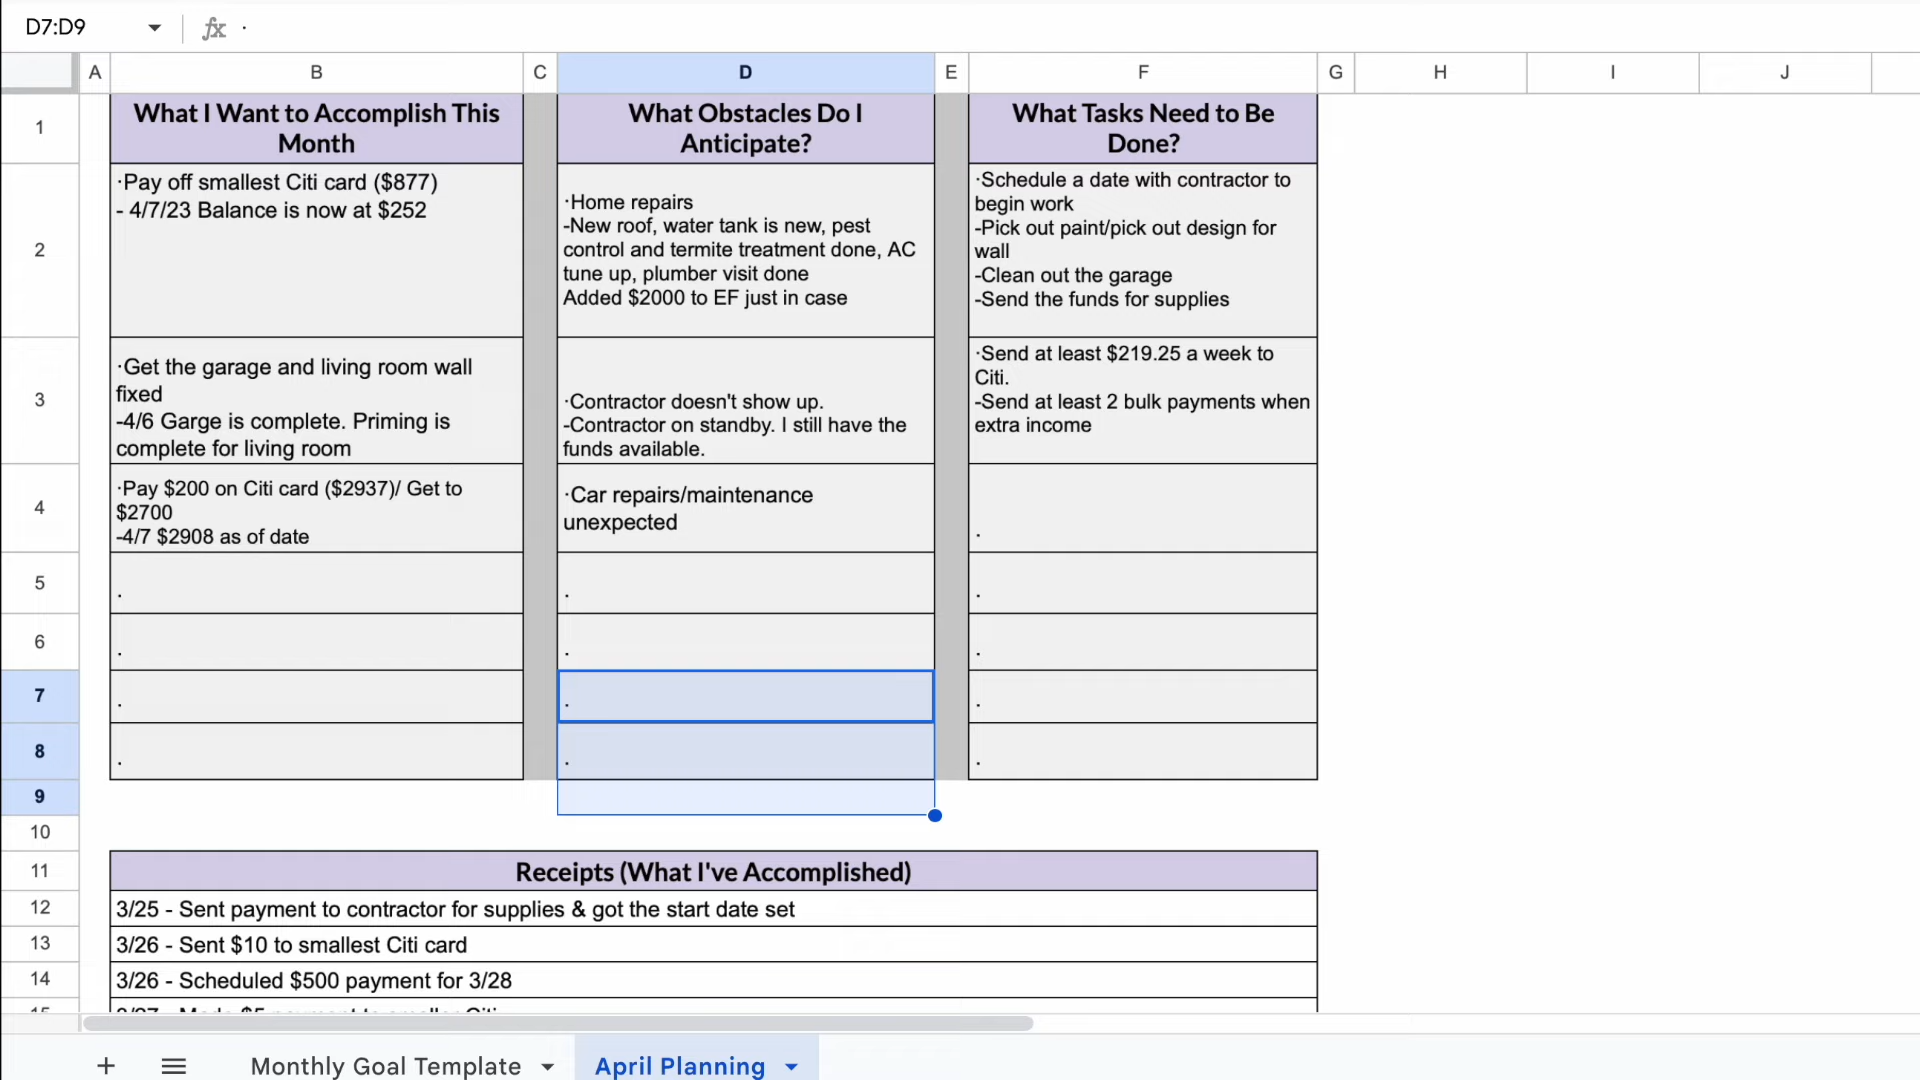 D7:D9
fx ·
A B C D E F G H I J
1
What I Want to Accomplish This
Month
What Obstacles Do I
Anticipate?
What Tasks Need to Be
Done?
2
·Pay off smallest Citi card ($877)
- 4/7/23 Balance is now at $252
·Home repairs
-New roof, water tank is new, pest
control and termite treatment done, AC
tune up, plumber visit done
Added $2000 to EF just in case
·Schedule a date with contractor to
begin work
-Pick out paint/pick out design for
wall
-Clean out the garage
-Send the funds for supplies
3
·Get the garage and living room wall
fixed
-4/6 Garge is complete. Priming is
complete for living room
·Contractor doesn't show up.
-Contractor on standby. I still have the
funds available.
·Send at least $219.25 a week to
Citi.
-Send at least 2 bulk payments when
extra income
4
·Pay $200 on Citi card ($2937)/ Get to
$2700
-4/7 $2908 as of date
·Car repairs/maintenance
unexpected
·
5
· · ·
6
· · ·
7
· · ·
8
· · ·
9
10
11
Receipts (What I've Accomplished)
12
3/25 - Sent payment to contractor for supplies & got the start date set
13
3/26 - Sent $10 to smallest Citi card
14
3/26 - Scheduled $500 payment for 3/28
Monthly Goal Template
April Planning